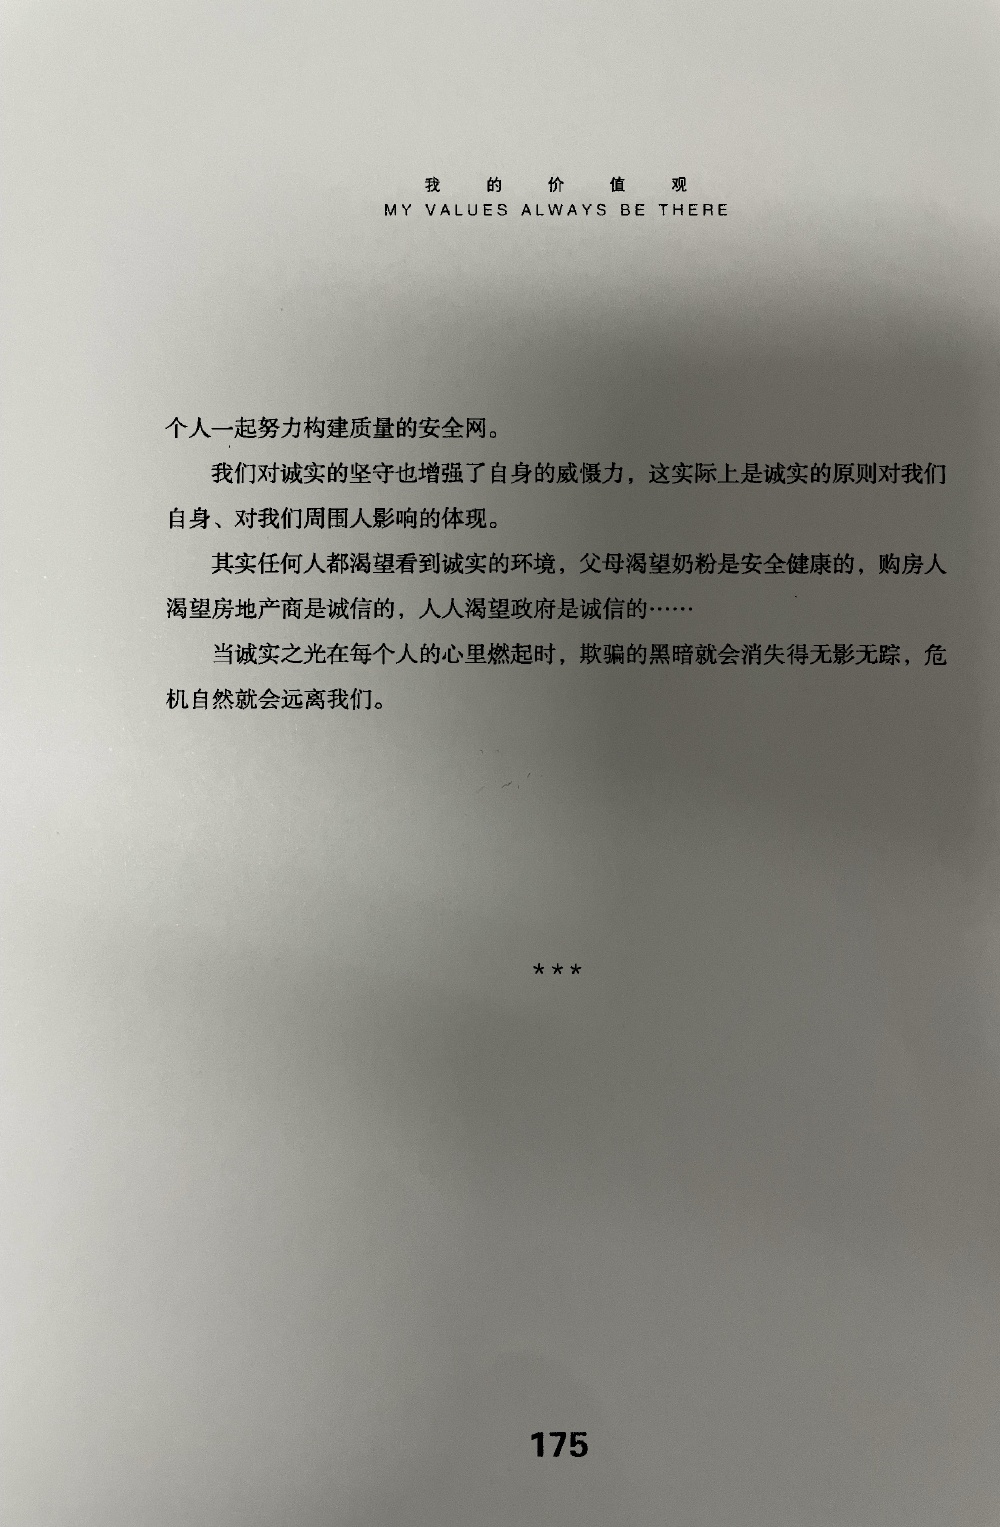 我的价值观
MY VALUES ALWAYS BE THERE
个人一起努力构建质量的安全网。
我们对诚实的坚守也增强了自身的威慑力，这实际上是诚实的原则对我们
自身、对我们周围人影响的体现。
其实任何人都渴望看到诚实的环境，父母渴望奶粉是安全健康的，购房人
渴望房地产商是诚信的，人人渴望政府是诚信的……
当诚实之光在每个人的心里燃起时，欺骗的黑暗就会消失得无影无踪，危
机自然就会远离我们。
***
175